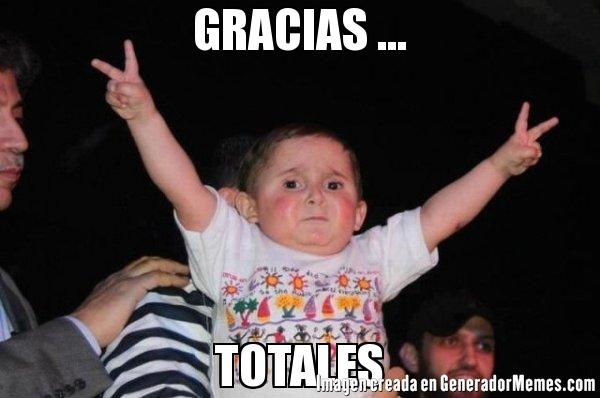 GRACIAS ...
TOTALES
Imagen creada en GeneradorMemes.com